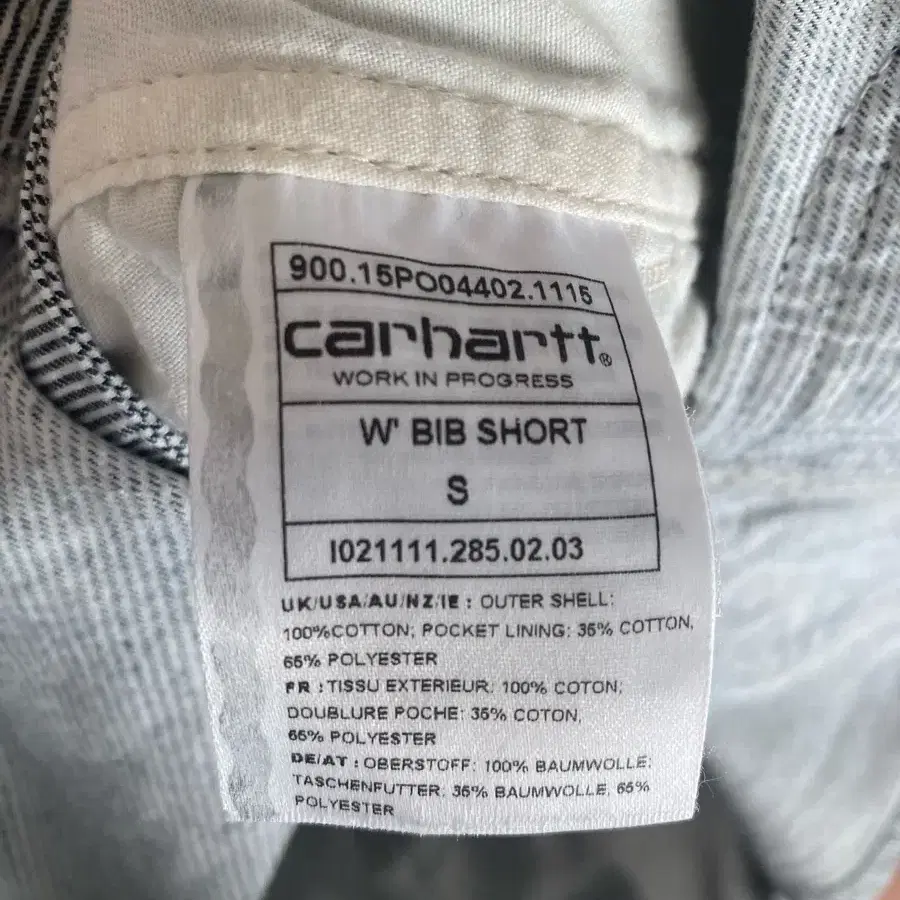 900.15PO04402.1115
carhartt®
WORK IN PROGRESS
W' BIB SHORT
S
I021111.285.02.03
UK/USA/AU/NZ/IE : OUTER SHELL:
100%COTTON; POCKET LINING: 35% COTTON,
65% POLYESTER
FR : TISSU EXTERIEUR: 100% COTON;
DOUBLURE POCHE: 35% COTON,
65% POLYESTER
DE/AT : OBERSTOFF: 100% BAUMWOLLE;
TASCHENFUTTER: 35% BAUMWOLLE, 65%
POLYESTER